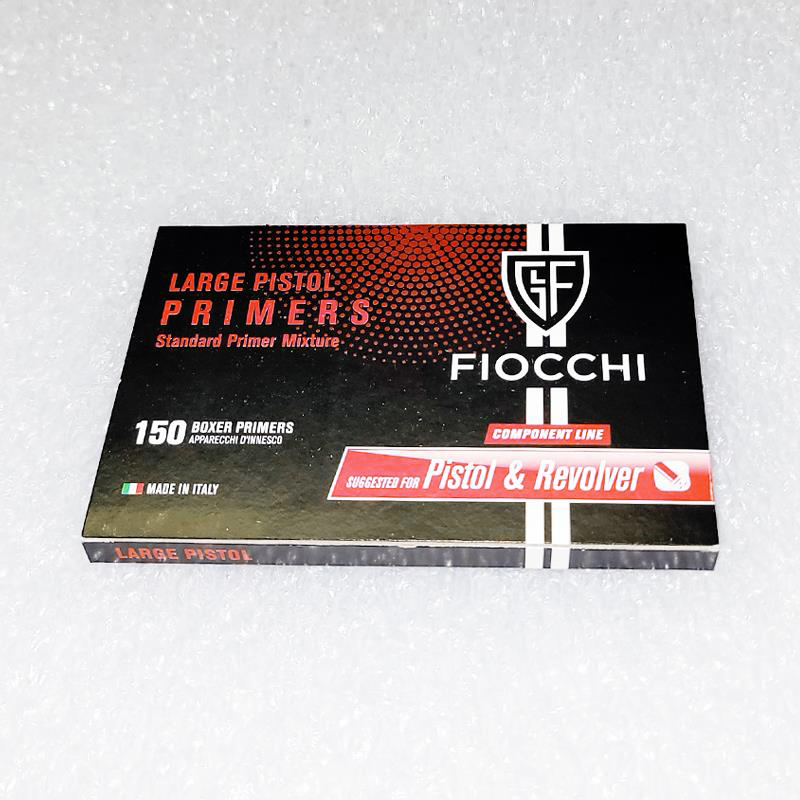 LARGE PISTOL
PRIMERS
Standard Primer Mixture
GFL
FIOCCHI
150 BOXER PRIMERS
APPARECCHI D'INNESCO
COMPONENT LINE
SUGGESTED FOR Pistol & Revolver
MADE IN ITALY
LARGE PISTOL